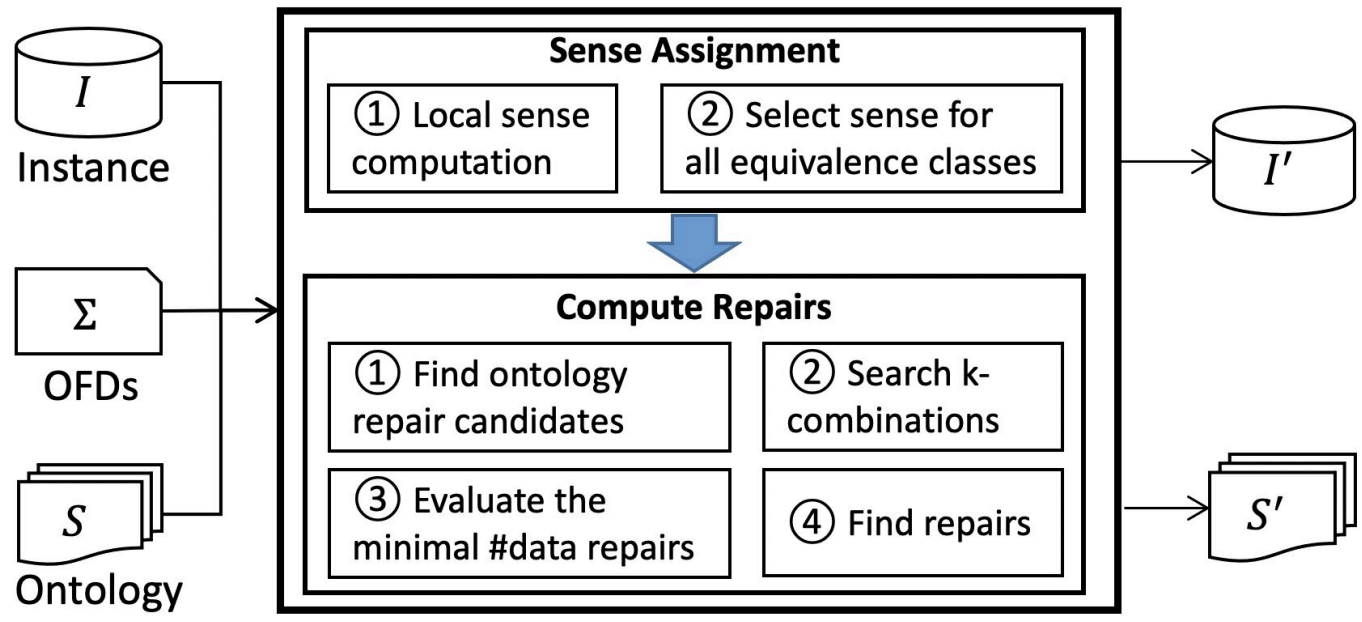 I
Instance
Σ
OFDs
S
Ontology
Sense Assignment
① Local sense
computation
② Select sense for
all equivalence classes
Compute Repairs
① Find ontology
repair candidates
② Search k-
combinations
③ Evaluate the
minimal #data repairs
④ Find repairs
I′
S′